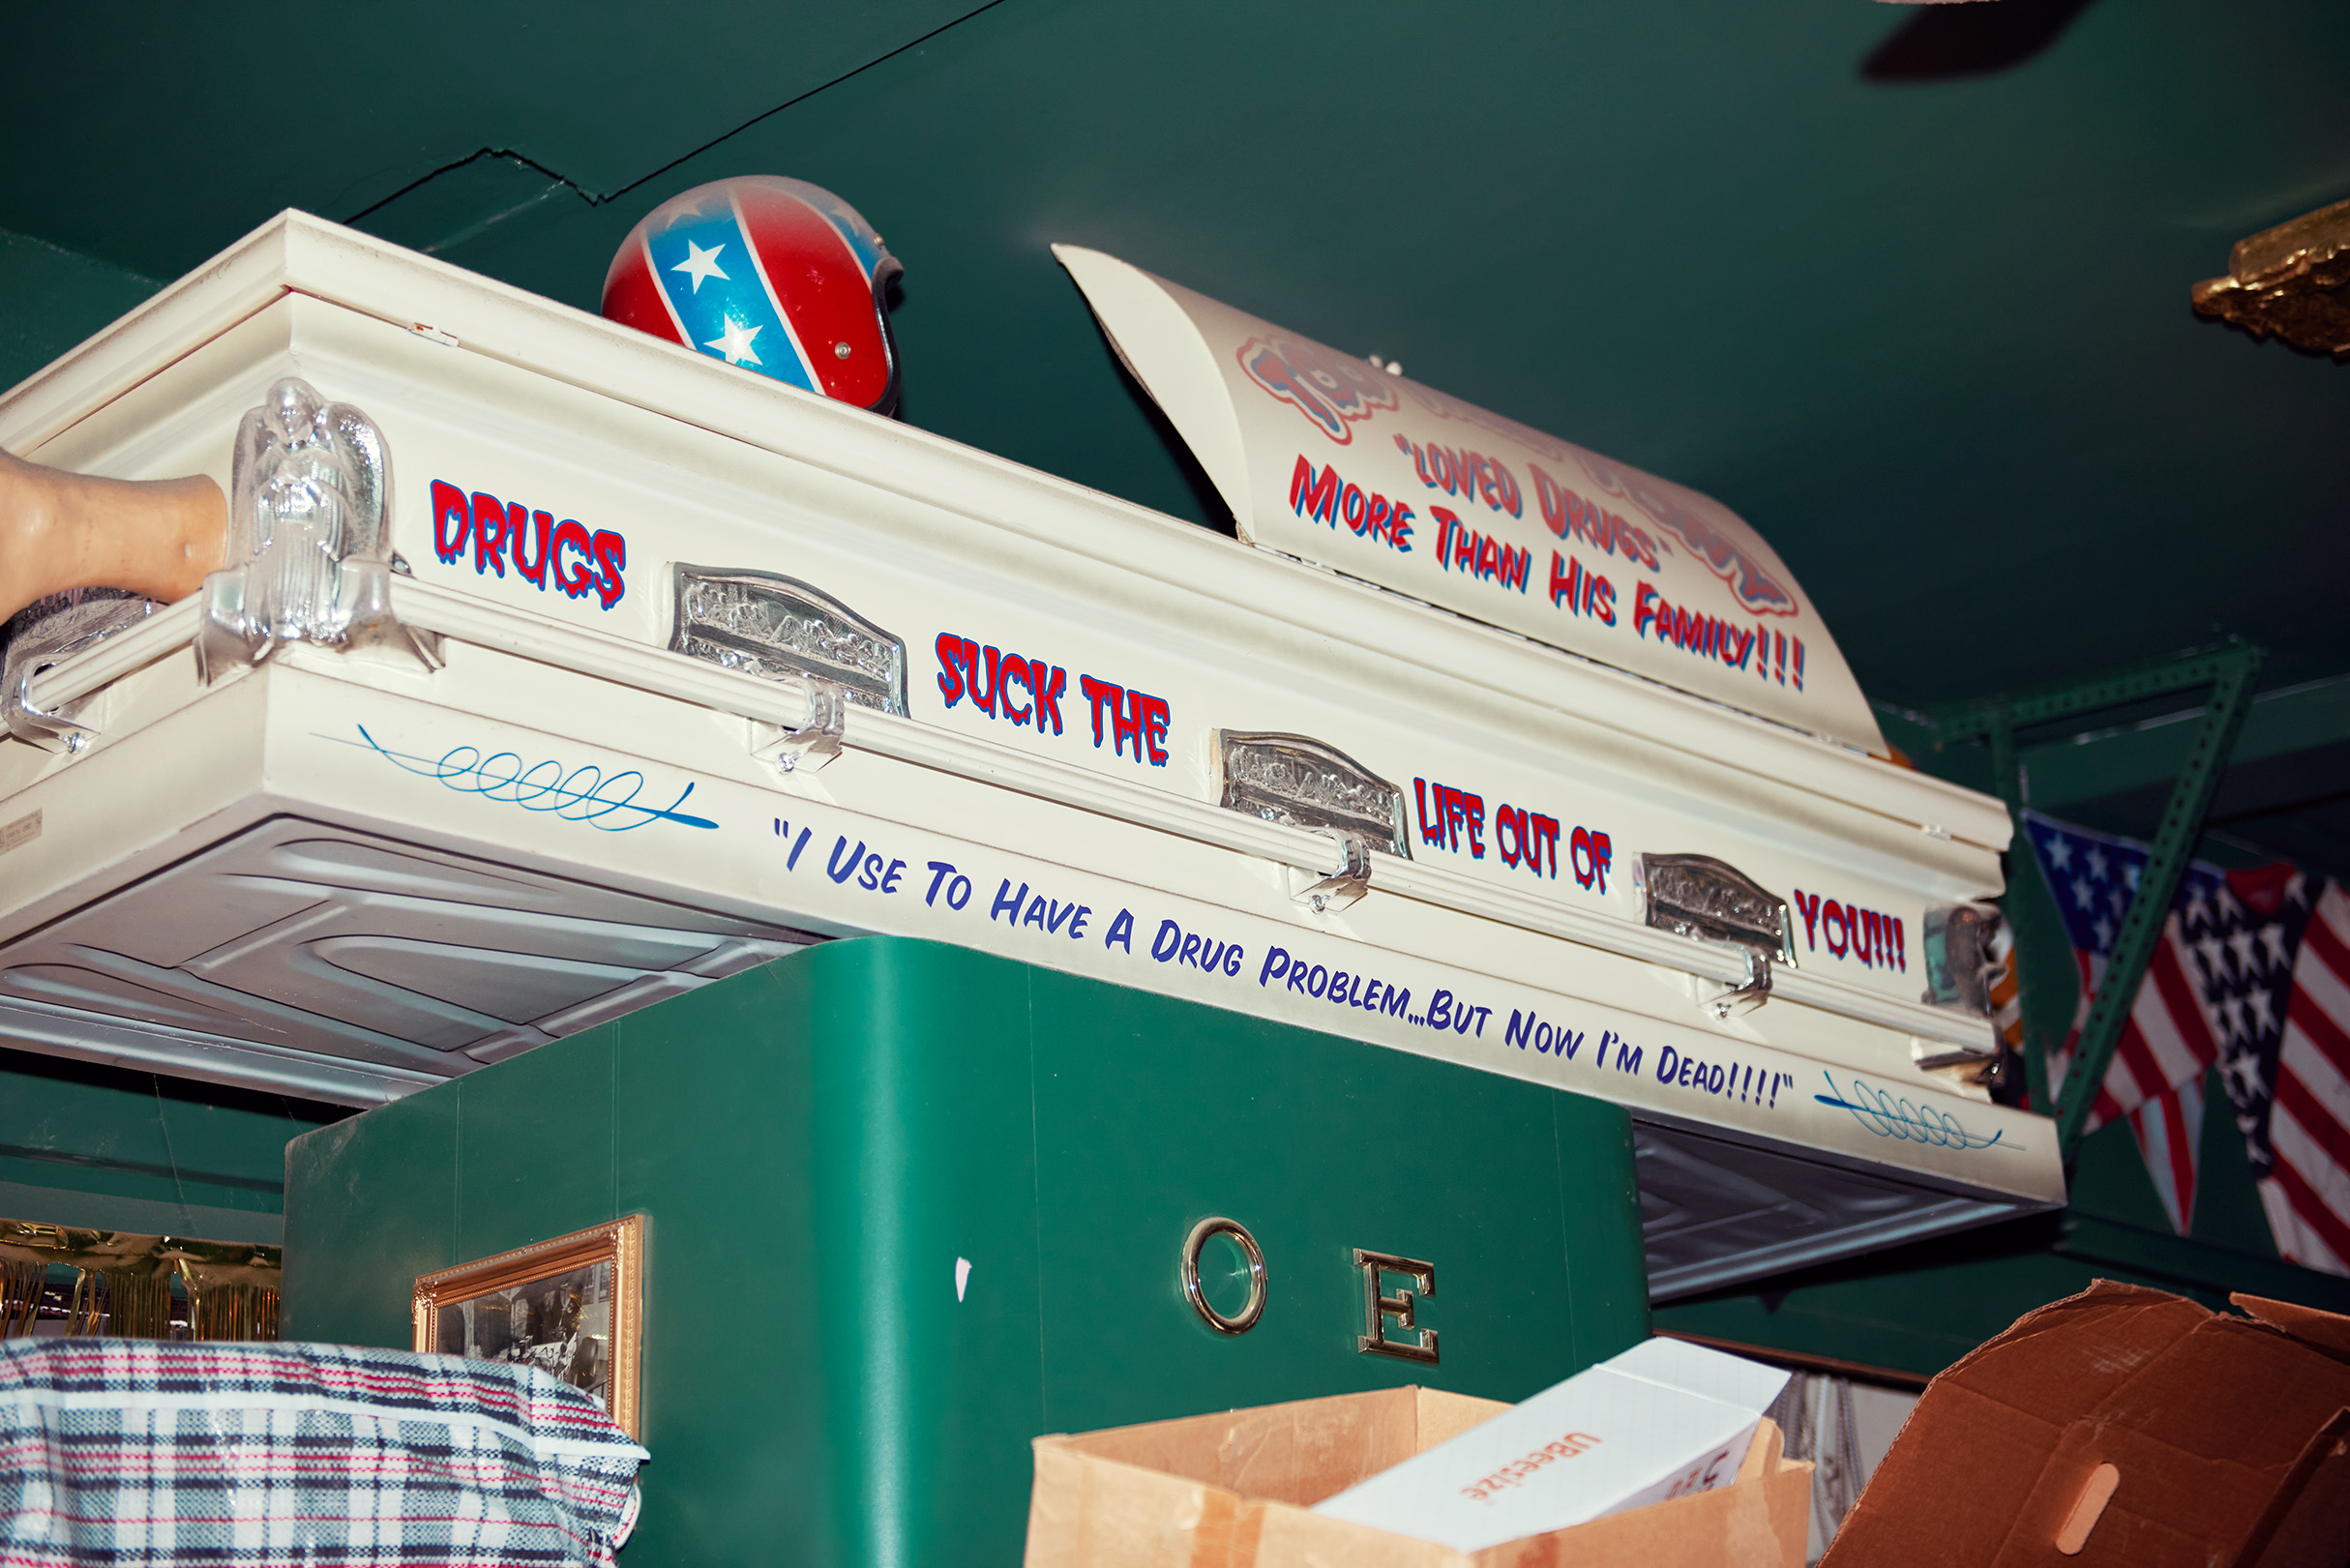 "LOVED DRUGS"
MORE THAN HIS FAMILY!!!
DRUGS SUCK THE LIFE OUT OF YOU!!!
"I USE TO HAVE A DRUG PROBLEM...BUT NOW I'M DEAD!!!!"
O E
UBeesize